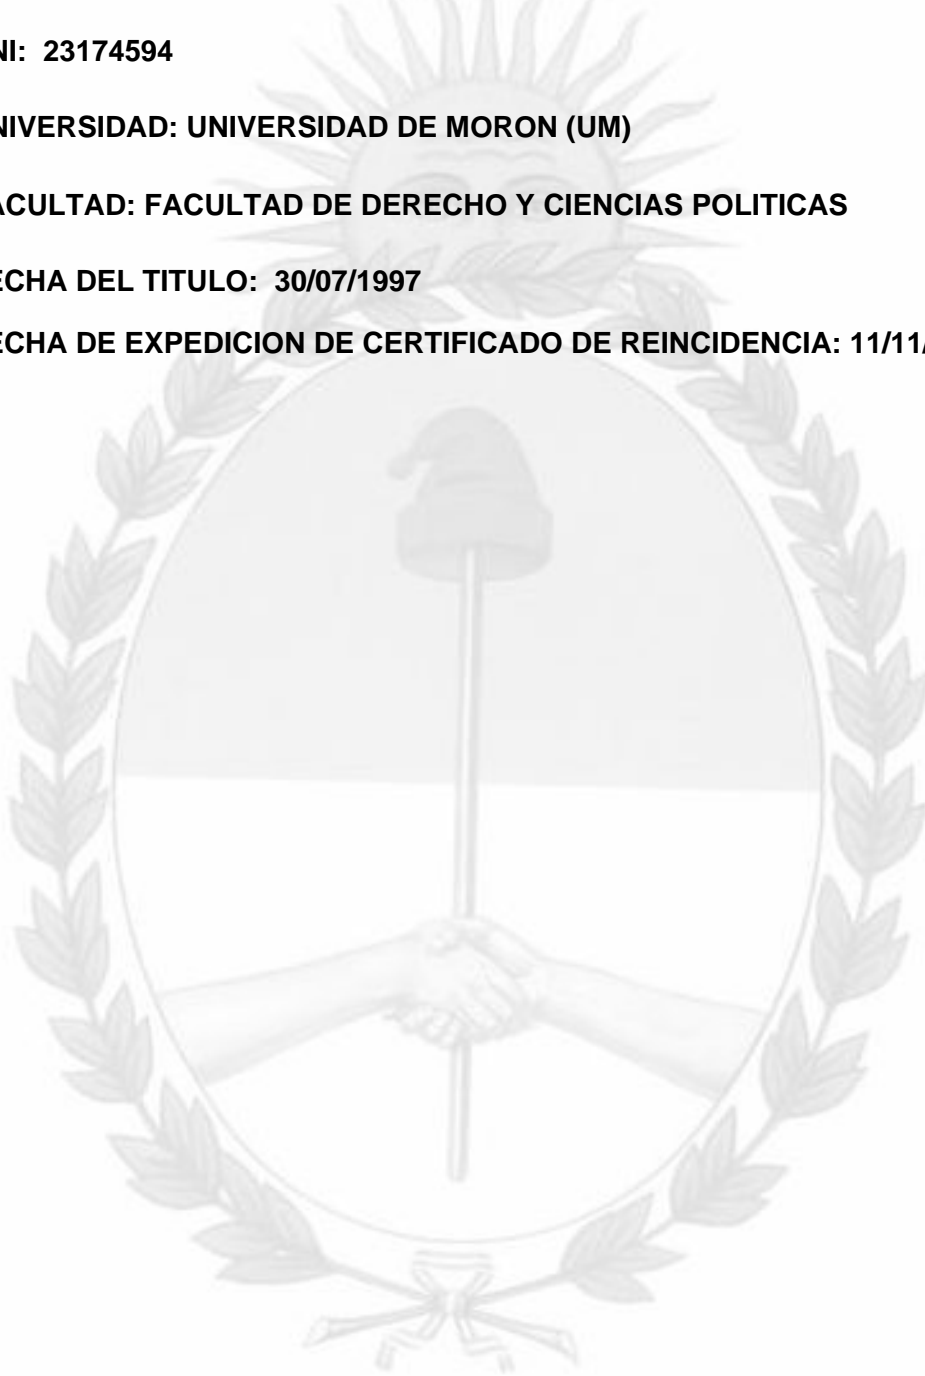 NI: 23174594
NIVERSIDAD: UNIVERSIDAD DE MORON (UM)
ACULTAD: FACULTAD DE DERECHO Y CIENCIAS POLITICAS
ECHA DEL TITULO: 30/07/1997
ECHA DE EXPEDICION DE CERTIFICADO DE REINCIDENCIA: 11/11/